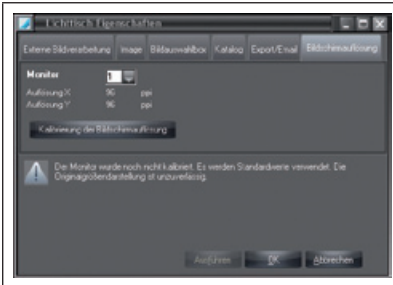 Lichttisch Eigenschaften
Externe Bildverarbeitung Image Bildauswahlbox Katalog Export/Email Bildschirmauflösung
Monitor 1
Auflösung X 96 ppi
Auflösung Y 96 ppi
Kalibrierung der Bildschirmauflösung
Der Monitor wurde noch nicht kalibriert. Es werden Standardwerte verwendet. Die
Originalgrößendarstellung ist unzuverlässig.
Ausführen OK Abbrechen